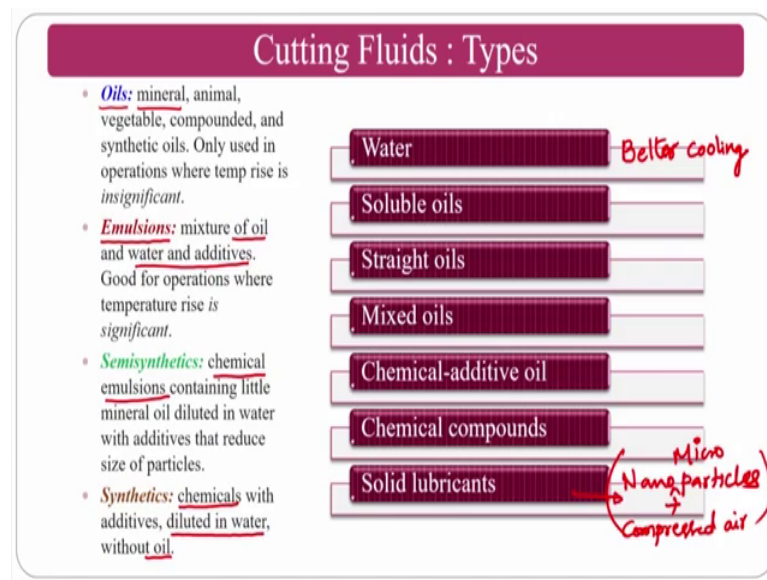 Cutting Fluids : Types
Oils: mineral, animal,
vegetable, compounded, and
synthetic oils. Only used in
operations where temp rise is
insignificant.
Emulsions: mixture of oil
and water and additives.
Good for operations where
temperature rise is
significant.
Semisynthetics: chemical
emulsions containing little
mineral oil diluted in water
with additives that reduce
size of particles.
Synthetics: chemicals with
additives, diluted in water,
without oil.
Water
Better cooling
Soluble oils
Straight oils
Mixed oils
Chemical-additive oil
Chemical compounds
Solid lubricants
Micro
Nano particles
+
Compressed air